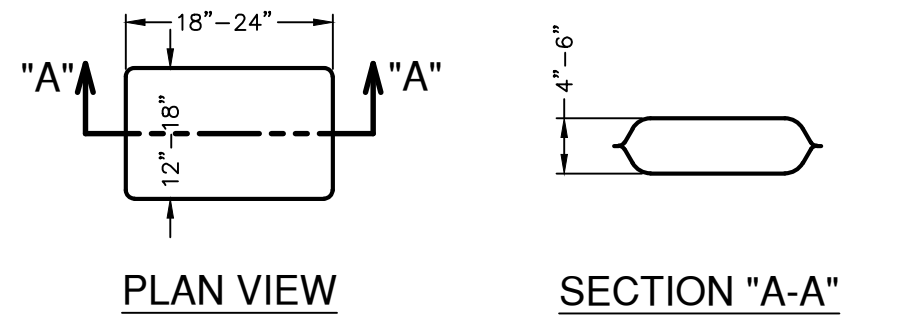 18”–24”
"A" "A"
12”–18”
4”–6”
PLAN VIEW
SECTION "A-A"